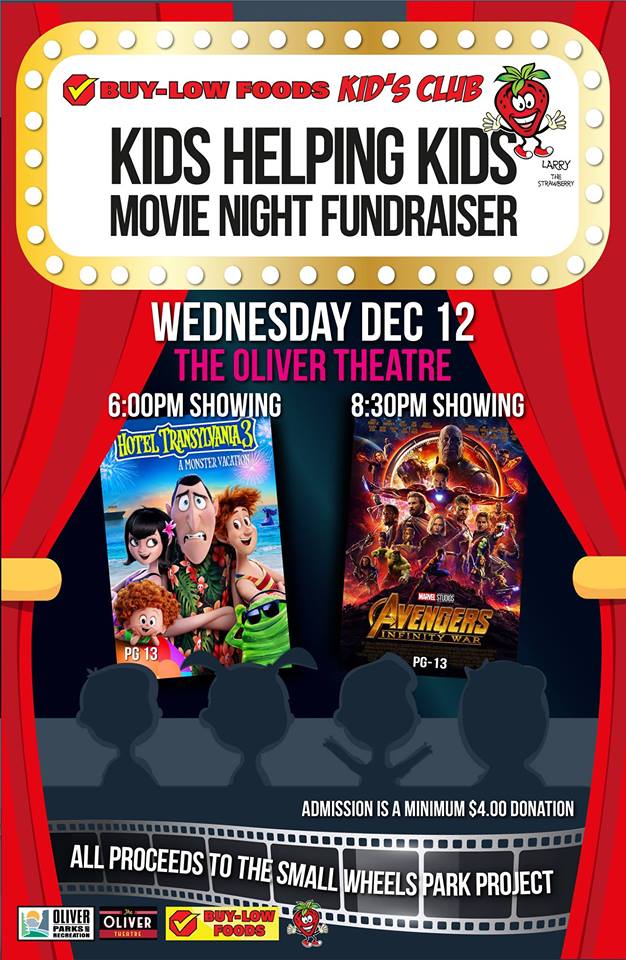 BUY-LOW FOODS KID'S CLUB
KIDS HELPING KIDS
MOVIE NIGHT FUNDRAISER
LARRY
THE
STRAWBERRY
WEDNESDAY DEC 12
THE OLIVER THEATRE
6:00PM SHOWING
8:30PM SHOWING
HOTEL TRANSYLVANIA 3
A MONSTER VACATION
PG 13
MARVEL STUDIOS
AVENGERS
INFINITY WAR
PG-13
ADMISSION IS A MINIMUM $4.00 DONATION
ALL PROCEEDS TO THE SMALL WHEELS PARK PROJECT
OLIVER
PARKS AND
RECREATION
The
OLIVER
THEATRE
BUY-LOW
FOODS